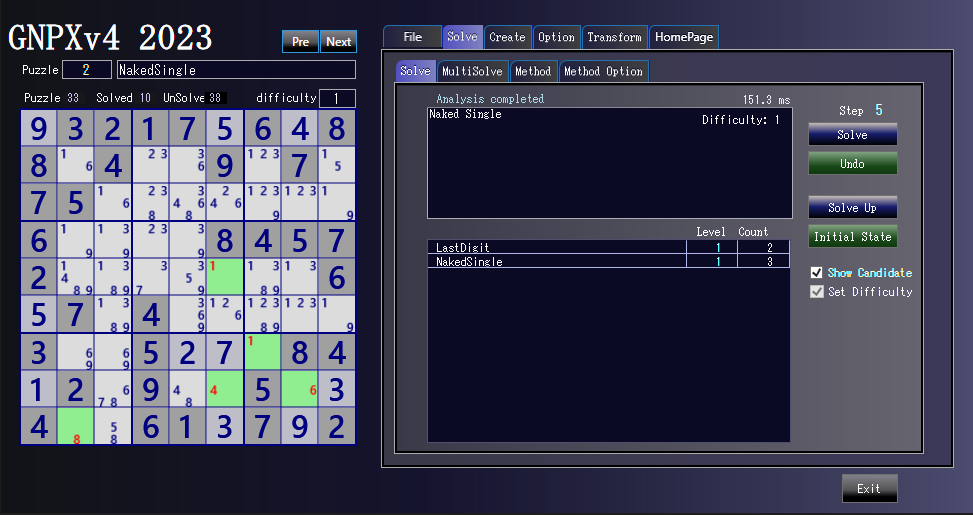 GNPXv4 2023
Pre Next
Puzzle 2 NakedSingle
Puzzle 33 Solved 10 UnSolve 38 difficulty 1
9 3 2 1 7 5 6 4 8
8 1 6 4 2 3 3 6 9 1 2 3 7 1 5
7 5 1 6 2 3 8 3 4 6 8 2 4 6 1 2 3 9 1 2 3 1 9
6 1 9 1 3 9 2 3 3 9 8 4 5 7
2 1 4 8 9 1 3 8 9 3 7 3 5 9 1 1 3 8 9 1 3 6
5 7 1 3 8 9 4 3 6 9 1 2 6 1 2 3 8 9 1 2 3 1 9
3 6 9 6 9 5 2 7 1 8 4
1 2 6 7 8 9 4 8 4 5 6 3
4 8 5 8 6 1 3 7 9 2
File Solve Create Option Transform HomePage
Solve MultiSolve Method Method Option
Analysis completed 151.3 ms
Naked Single
Difficulty: 1
Level Count
LastDigit 1 2
NakedSingle 1 3
Step 5
Solve
Undo
Solve Up
Initial State
Show Candidate
Set Difficulty
Exit